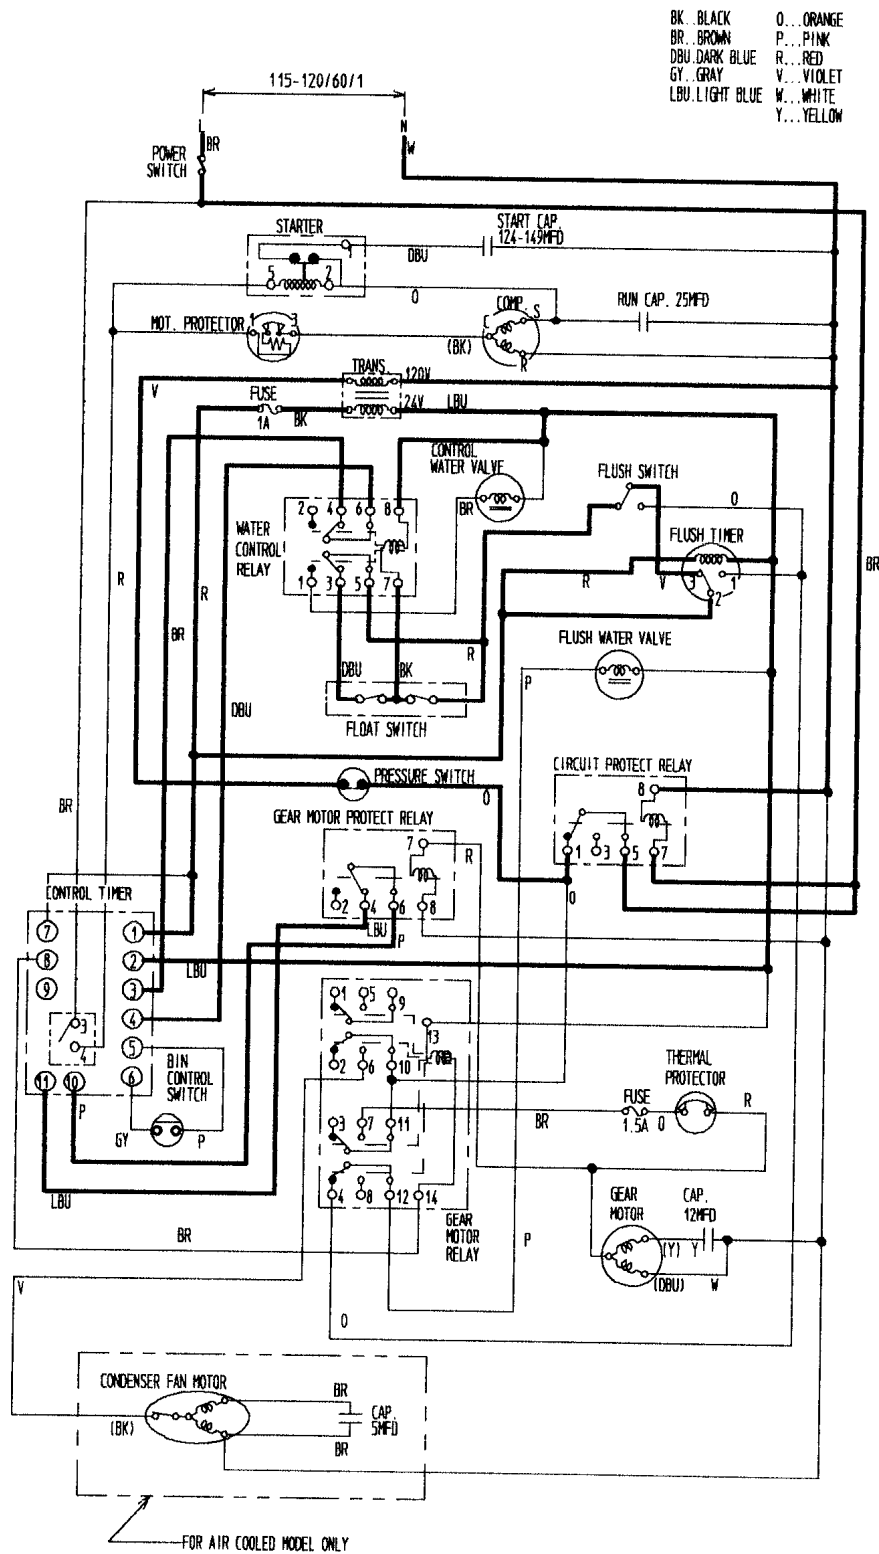 BK..BLACK O...ORANGE
BR..BROWN P...PINK
DBU.DARK BLUE R...RED
GY..GRAY V...VIOLET
LBU.LIGHT BLUE W...WHITE
Y...YELLOW
115-120/60/1
L N
BR W
POWER
SWITCH
STARTER
START CAP.
124-149MFD
DBU
5 2
O
COMP. S
RUN CAP. 25MFD
MOT. PROTECTOR 1 3
C
(BK)
R
TRANS.
120V
V
FUSE
1A
BK
24V
LBU
CONTROL
WATER VALVE
BR
FLUSH SWITCH
O
WATER
CONTROL
RELAY
2 4 6 8
1 3 5 7
FLUSH TIMER
3 1
2
V
R
BR
R
R
BR
R
FLUSH WATER VALVE
P
DBU
BK
DBU
FLOAT SWITCH
CIRCUIT PROTECT RELAY
PRESSURE SWITCH
O
8
BR
GEAR MOTOR PROTECT RELAY
7
R
1 3 5 7
O
CONTROL TIMER
2 4 6 8
LBU
P
7 1
8 2
LBU
9 3
4
3
4
5
6
11 10
BIN
CONTROL
SWITCH
P
GY
P
LBU
1 5 9
13
2 6 10
3 7 11
4 8 12 14
GEAR
MOTOR
RELAY
BR
THERMAL
PROTECTOR
FUSE
1.5A
O
R
GEAR
MOTOR
CAP.
12MFD
(Y) Y
(DBU) W
P
BR
V
O
CONDENSER FAN MOTOR
BR
CAP.
5MFD
(BK)
BR
FOR AIR COOLED MODEL ONLY